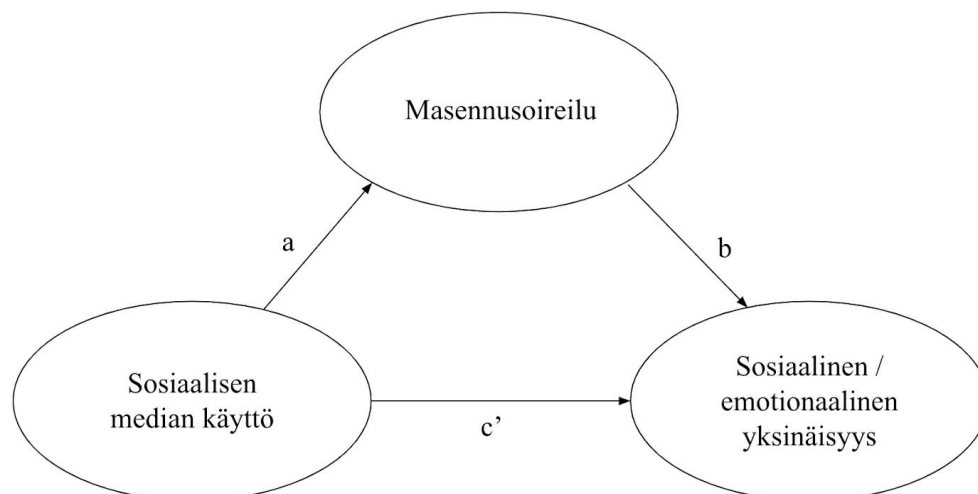 Masennusoireilu
a
b
Sosiaalisen
median käyttö
c’
Sosiaalinen /
emotionaalinen
yksinäisyys